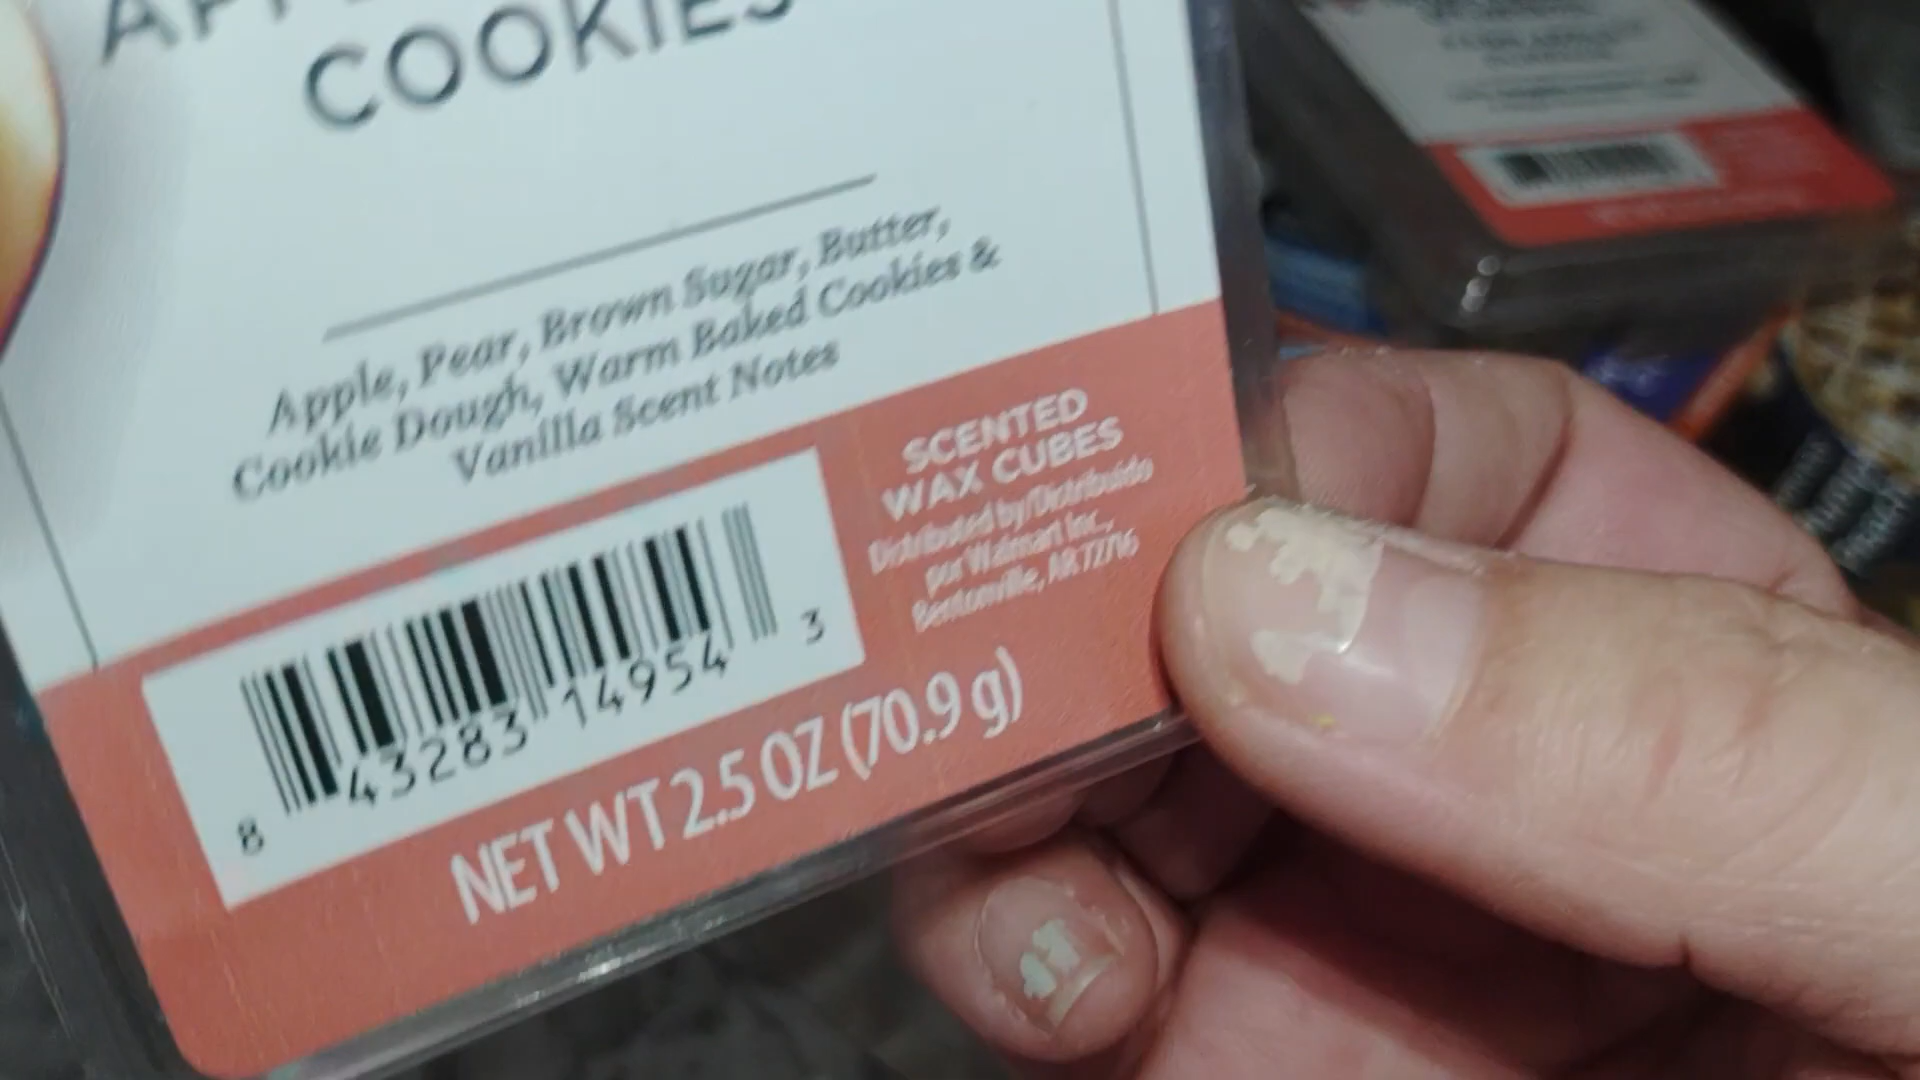 COOKIES
Apple, Pear, Brown Sugar, Butter,
Cookie Dough, Warm Baked Cookies &
Vanilla Scent Notes
SCENTED
WAX CUBES
Distributed by/Distribuido
por Walmart Inc.,
Bentonville, AR 72716
8 43283 14954 3
NET WT 2.5 OZ (70.9 g)